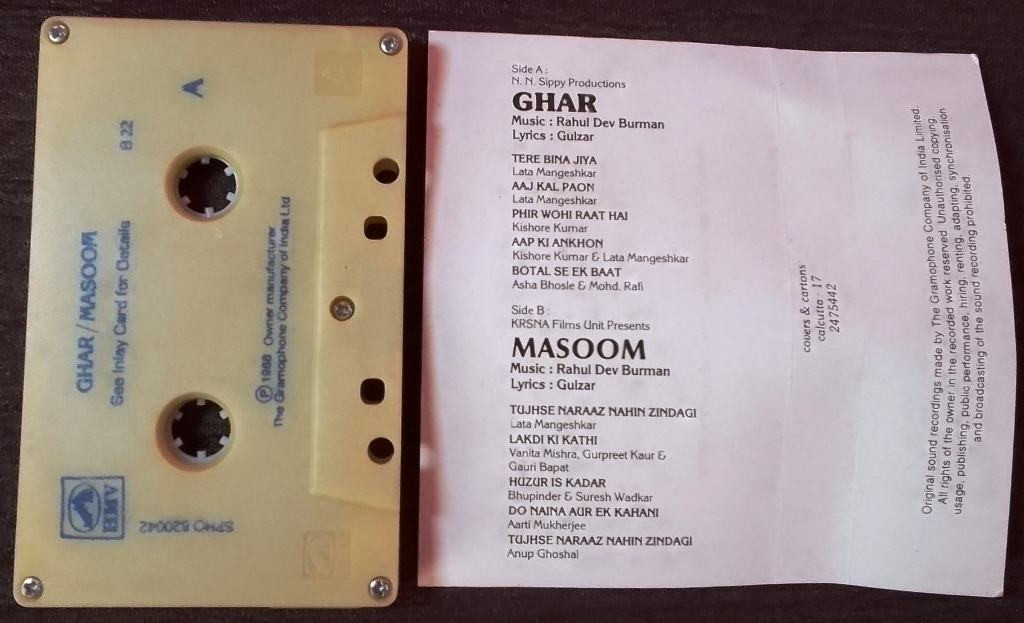 A
B 22
GHAR / MASOOM
See Inlay Card for Details
Ⓟ 1988 Owner manufacturer
The Gramophone Company of India Ltd
HMV
SPHO 820042
Side A :
N. N. Sippy Productions
GHAR
Music : Rahul Dev Burman
Lyrics : Gulzar
TERE BINA JIYA
Lata Mangeshkar
AAJ KAL PAON
Lata Mangeshkar
PHIR WOHI RAAT HAI
Kishore Kumar
AAP KI ANKHON
Kishore Kumar & Lata Mangeshkar
BOTAL SE EK BAAT
Asha Bhosle & Mohd. Rafi
Side B :
KRSNA Films Unit Presents
MASOOM
Music : Rahul Dev Burman
Lyrics : Gulzar
TUJHSE NARAAZ NAHIN ZINDAGI
Lata Mangeshkar
LAKDI KI KATHI
Vanita Mishra, Gurpreet Kaur &
Gauri Bapat
HUZUR IS KADAR
Bhupinder & Suresh Wadkar
DO NAINA AUR EK KAHANI
Aarti Mukherjee
TUJHSE NARAAZ NAHIN ZINDAGI
Anup Ghoshal
covers & cartons
calcutta · 17
2475442
Original sound recordings made by The Gramophone Company of India Limited.
All rights of the owner in the recorded work reserved. Unauthorised copying,
usage, publishing, public performance, hiring, renting, adapting, synchronisation
and broadcasting of the sound recording prohibited.